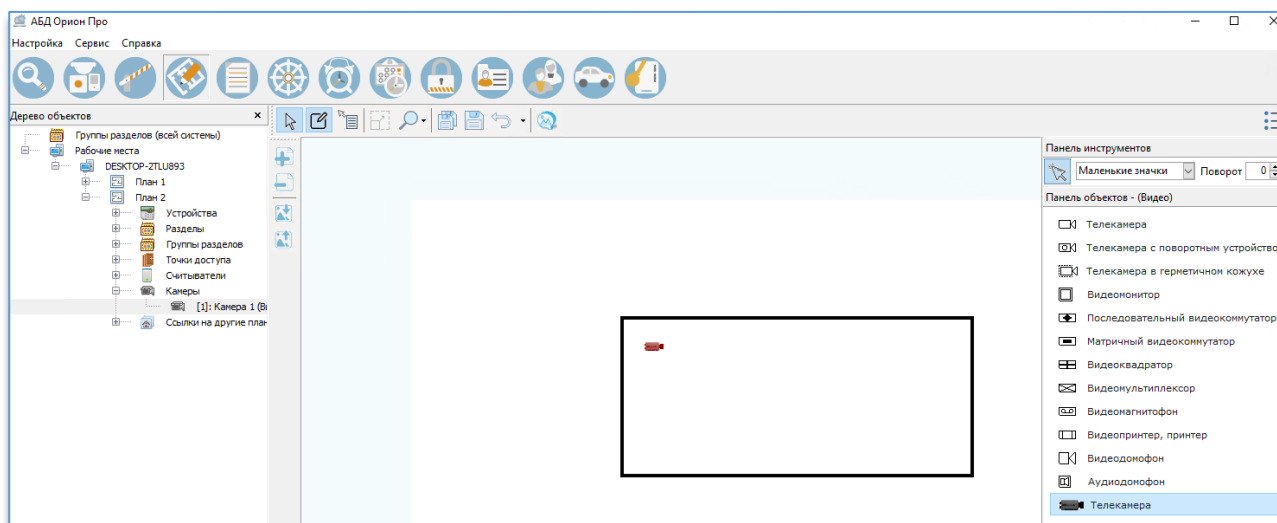 АБД Орион Про
Настройка Сервис Справка
Дерево объектов
Группы разделов (всей системы)
Рабочие места
DESKTOP-2TLU893
План 1
План 2
Устройства
Разделы
Группы разделов
Точки доступа
Считыватели
Камеры
[1]: Камера 1 (Ви
Ссылки на другие план
Панель инструментов
Маленькие значки Поворот 0
Панель объектов - (Видео)
Телекамера
Телекамера с поворотным устройство
Телекамера в герметичном кожухе
Видеомонитор
Последовательный видеокоммутатор
Матричный видеокоммутатор
Видеоквадратор
Видеомультиплексор
Видеомагнитофон
Видеопринтер, принтер
Видеодомофон
Аудиодомофон
Телекамера